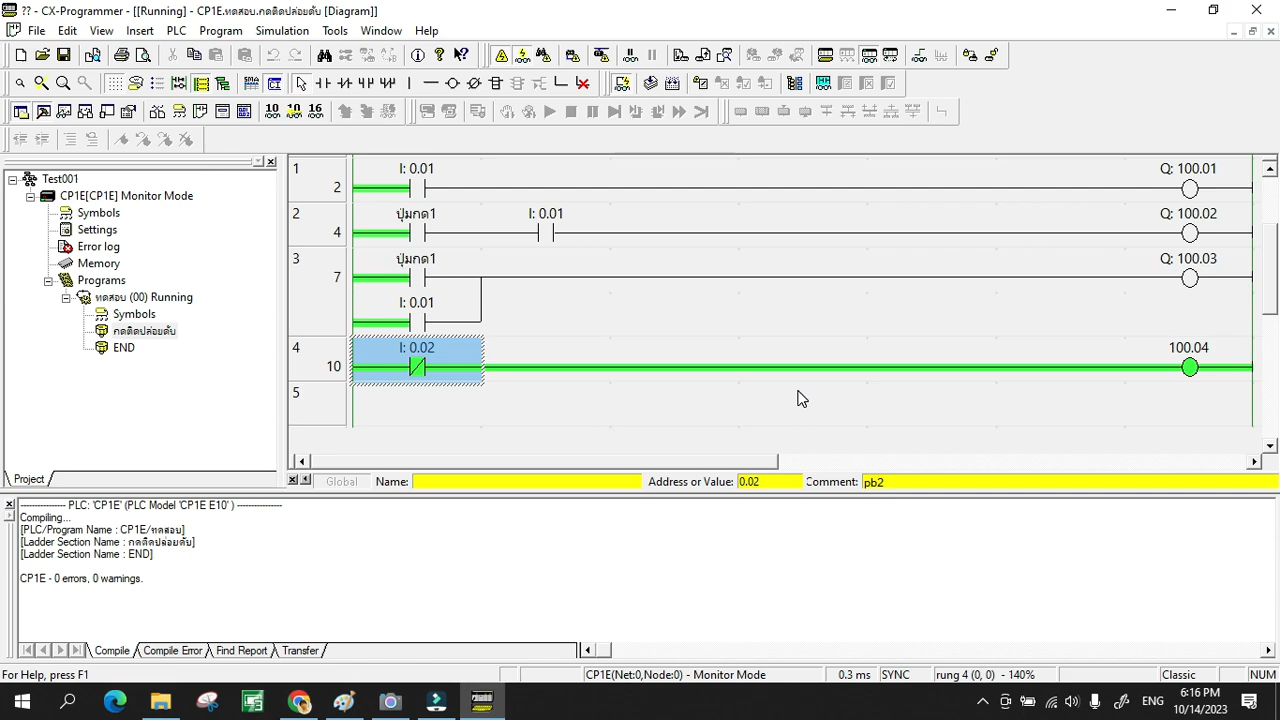 ?? - CX-Programmer - [[Running] - CP1E.ทดสอบ.กดติดปล่อยดับ [Diagram]]
File Edit View Insert PLC Program Simulation Tools Window Help
10 10 16
Test001
CP1E[CP1E] Monitor Mode
Symbols
Settings
Error log
Memory
Programs
ทดสอบ (00) Running
Symbols
กดติดปล่อยดับ
END
Project
1
2
I: 0.01
Q: 100.01
2
4
ปุ่มกด1
I: 0.01
Q: 100.02
3
7
ปุ่มกด1
Q: 100.03
I: 0.01
4
10
I: 0.02
100.04
5
Global Name: Address or Value: 0.02 Comment: pb2
--------------- PLC: 'CP1E' (PLC Model 'CP1E E10' ) ---------------
Compiling...
[PLC/Program Name : CP1E/ทดสอบ]
[Ladder Section Name : กดติดปล่อยดับ]
[Ladder Section Name : END]
CP1E - 0 errors, 0 warnings.
Compile Compile Error Find Report Transfer
For Help, press F1 CP1E(Net:0,Node:0) - Monitor Mode 0.3 ms SYNC rung 4 (0, 0) - 140% Classic NUM
ENG 6:16 PM
10/14/2023